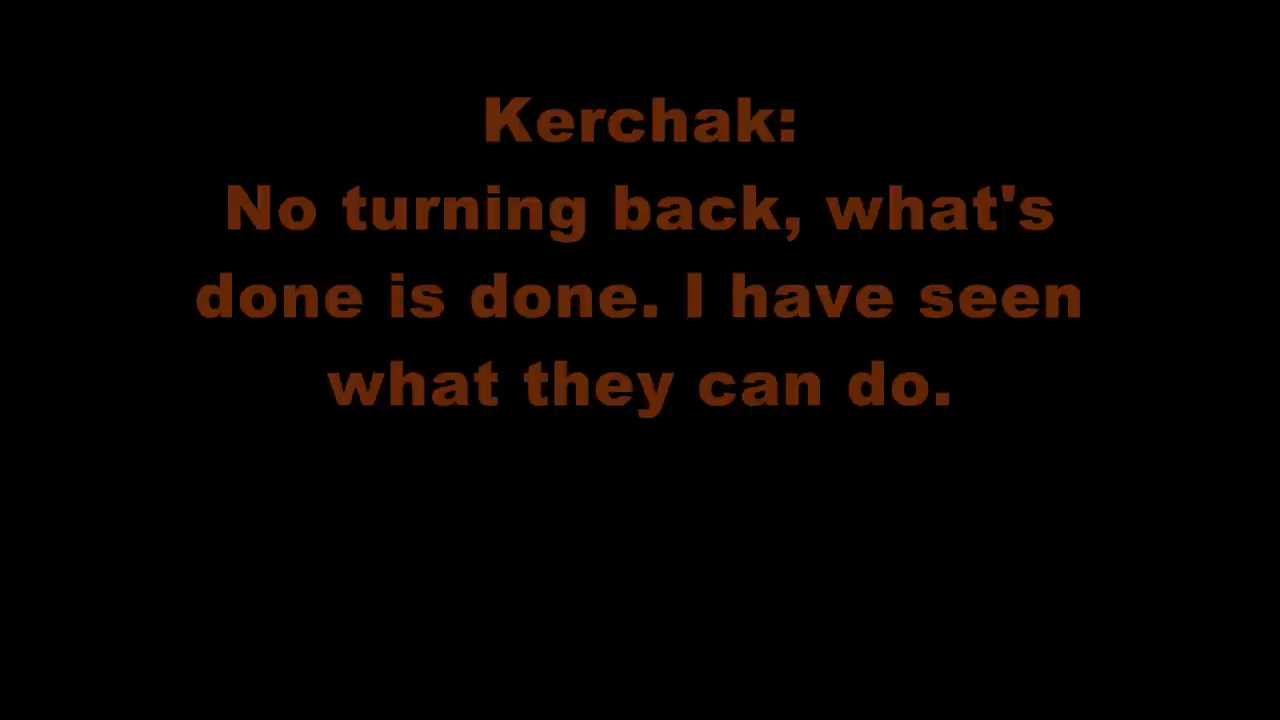 Kerchak:
No turning back, what's
done is done. I have seen
what they can do.